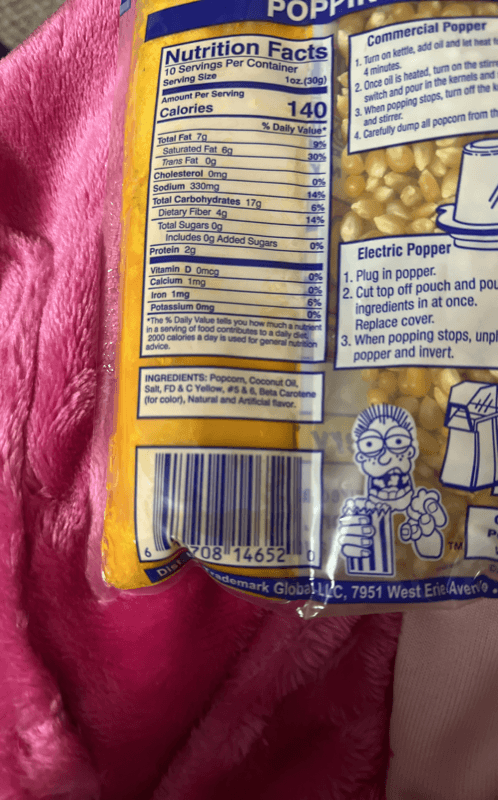 Nutrition Facts
10 Servings Per Container
Serving Size 1oz.(30g)
Amount Per Serving
Calories 140
% Daily Value*
Total Fat 7g 9%
Saturated Fat 6g 30%
Trans Fat 0g
Cholesterol 0mg 0%
Sodium 330mg 14%
Total Carbohydrates 17g 6%
Dietary Fiber 4g 14%
Total Sugars 0g
Includes 0g Added Sugars 0%
Protein 2g
Vitamin D 0mcg 0%
Calcium 1mg 0%
Iron 1mg 6%
Potassium 0mg 0%
*The % Daily Value tells you how much a nutrient
in a serving of food contributes to a daily diet.
2000 calories a day is used for general nutrition
advice.
INGREDIENTS: Popcorn, Coconut Oil,
Salt, FD & C Yellow, #5 & 6, Beta Carotene
(for color), Natural and Artificial flavor.
6 08 14652 0
Commercial Popper
1. Turn on kettle, add oil and let heat
4 minutes.
2. Once oil is heated, turn on the
switch and pour in the kernels and
3. When popping stops, turn off the
and stirrer.
4. Carefully dump all popcorn from
Electric Popper
1. Plug in popper.
2. Cut top off pouch and
ingredients in at once.
Replace cover.
3. When popping stops,
popper and invert.
TM
Global LLC, 7951 West Erie